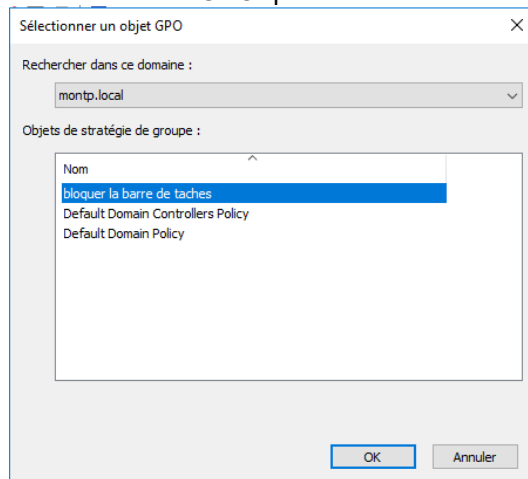 Sélectionner un objet GPO
Rechercher dans ce domaine :
montp.local
Objets de stratégie de groupe :
Nom
bloquer la barre de taches
Default Domain Controllers Policy
Default Domain Policy
OK Annuler